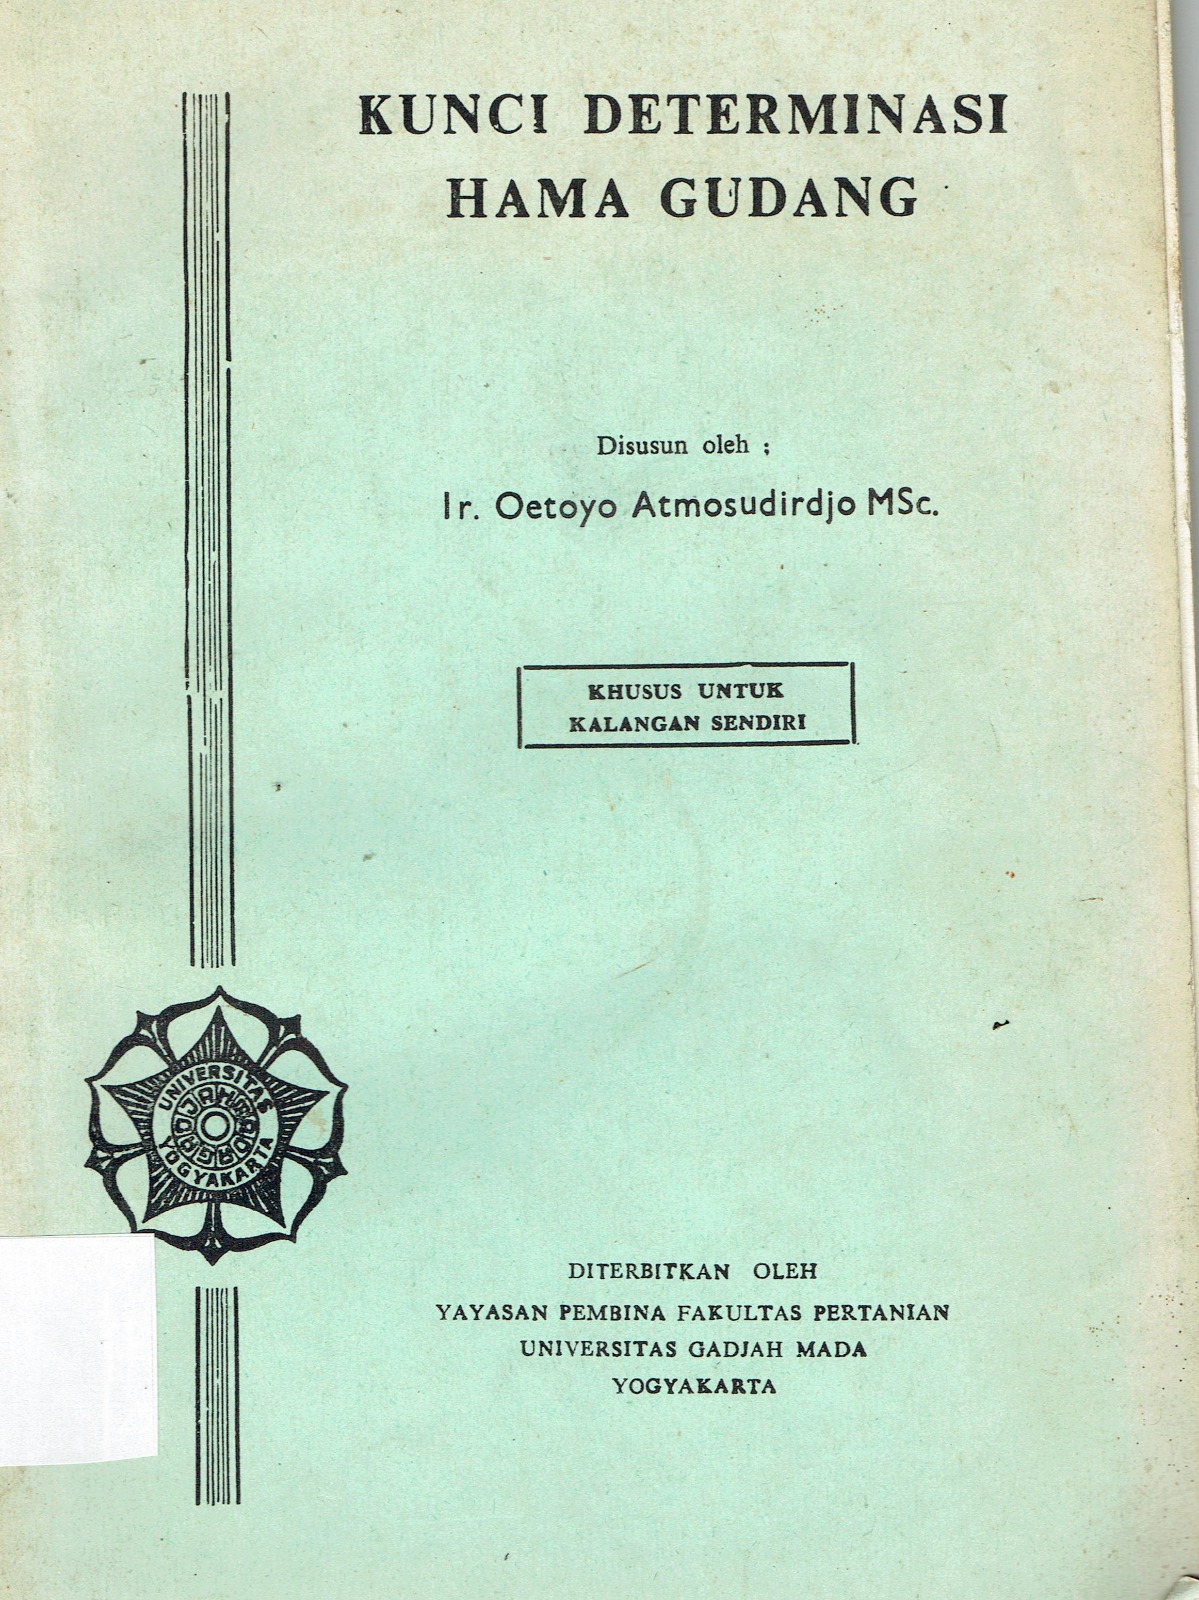 KUNCI DETERMINASI
HAMA GUDANG
Disusun oleh ;
Ir. Oetoyo Atmosudirdjo MSc.
KHUSUS UNTUK
KALANGAN SENDIRI
UNIVERSITAS
GADJAH MADA
YOGYAKARTA
DITERBITKAN OLEH
YAYASAN PEMBINA FAKULTAS PERTANIAN
UNIVERSITAS GADJAH MADA
YOGYAKARTA